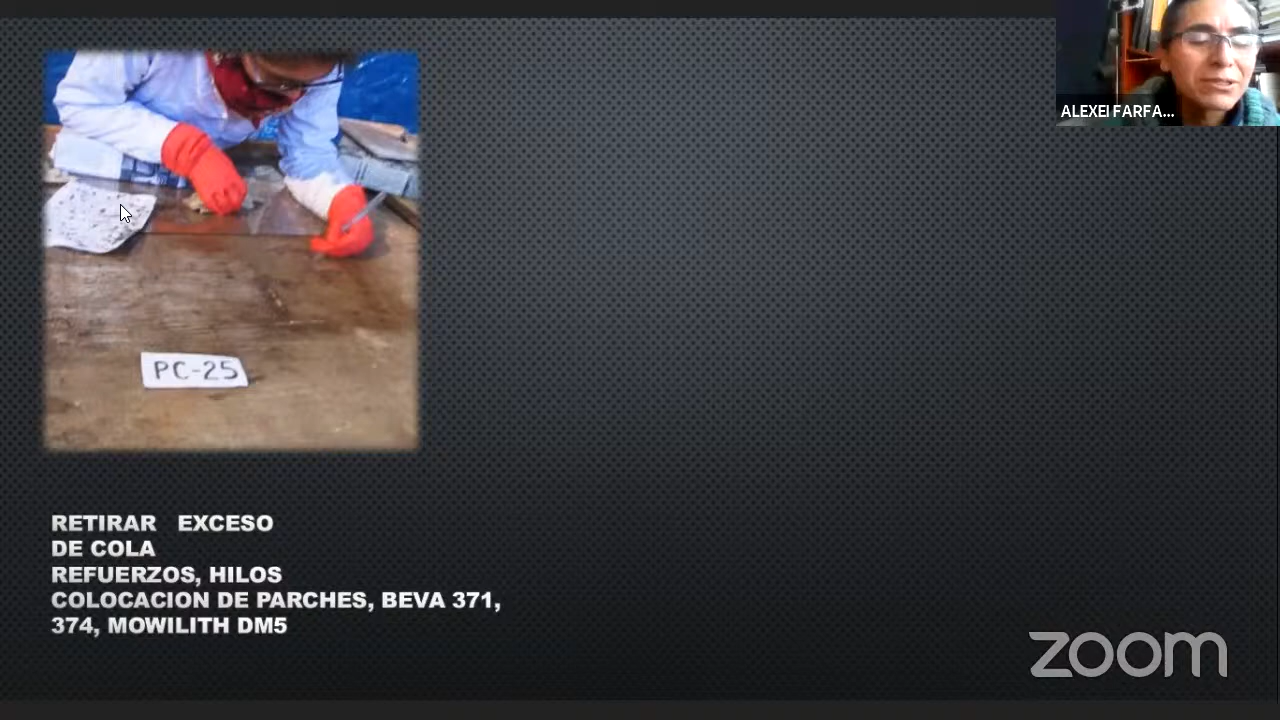 ALEXEI FARFA...
PC-25
RETIRAR EXCESO
DE COLA
REFUERZOS, HILOS
COLOCACION DE PARCHES, BEVA 371,
374, MOWILITH DM5
zoom